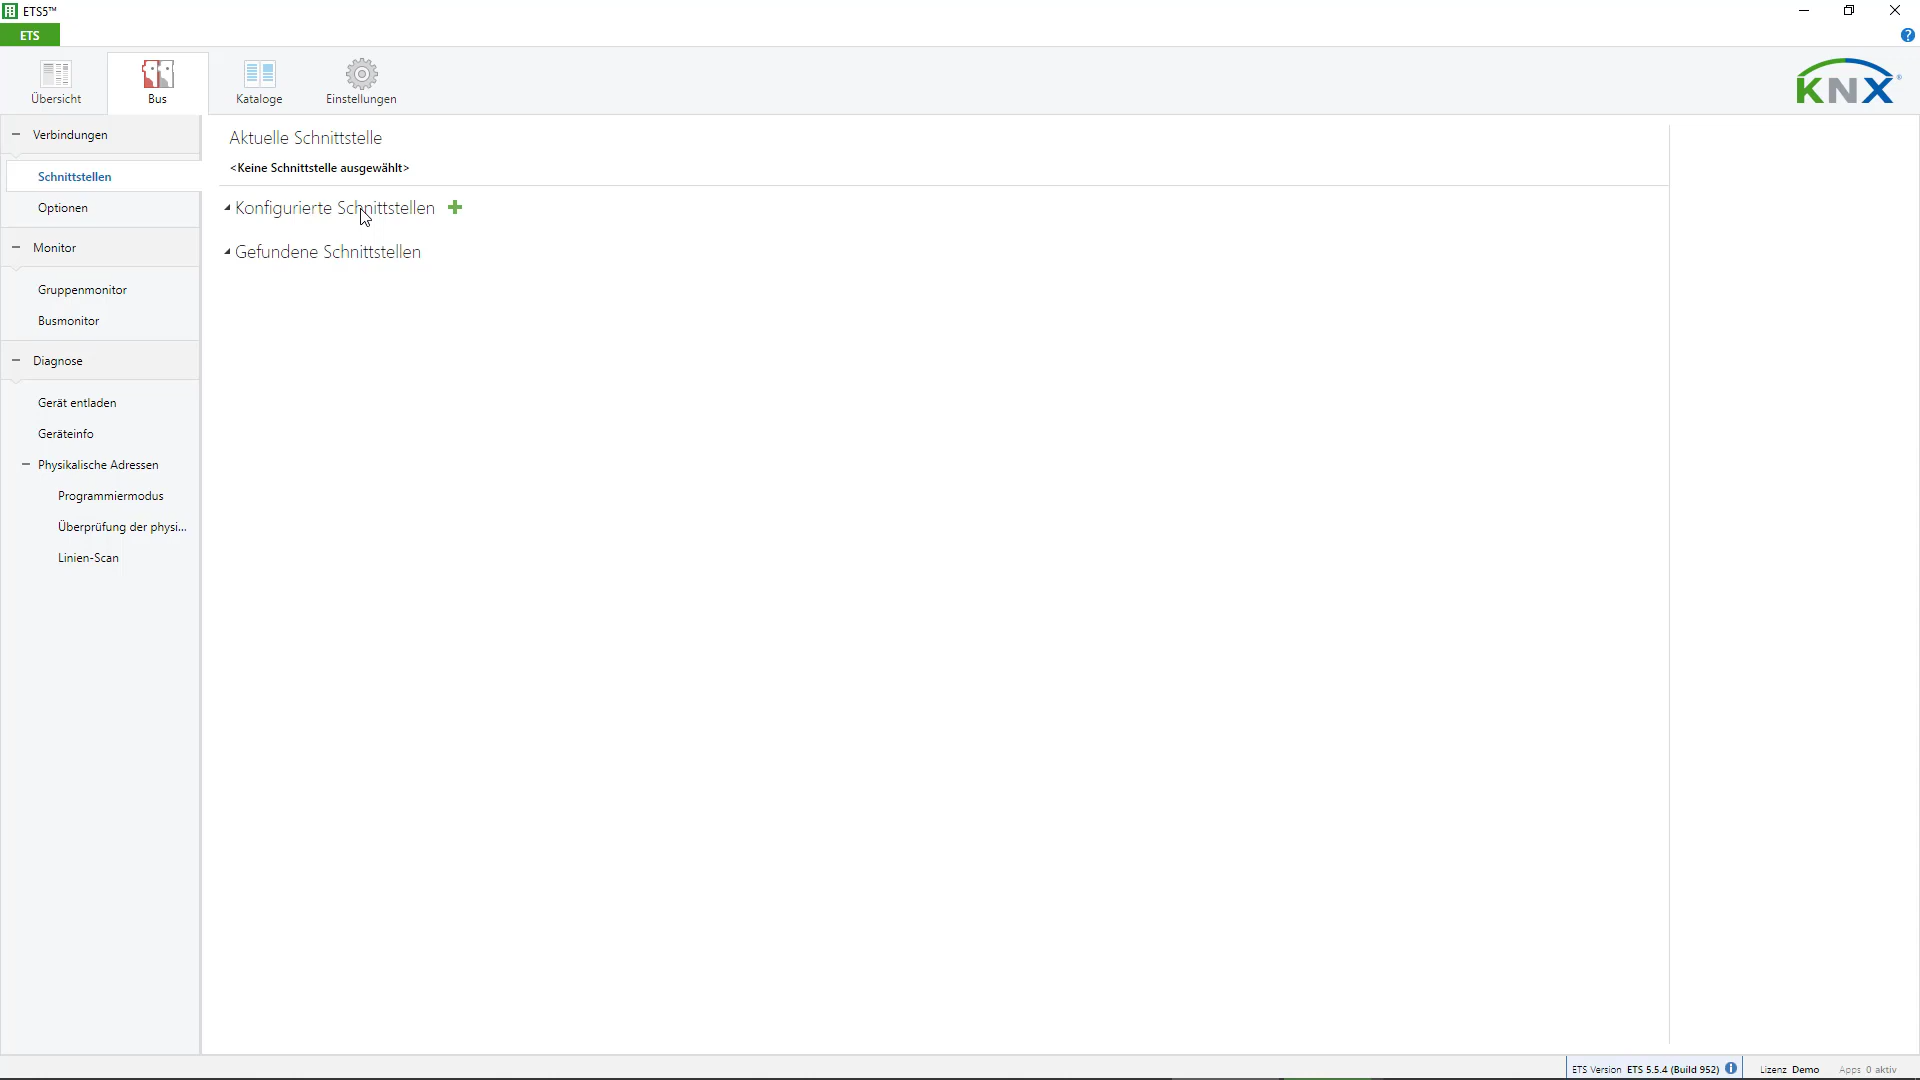 ETS5™
ETS
?
Übersicht
Bus
Kataloge
Einstellungen
KNX®
Verbindungen
Schnittstellen
Optionen
Monitor
Gruppenmonitor
Busmonitor
Diagnose
Gerät entladen
Geräteinfo
Physikalische Adressen
Programmiermodus
Überprüfung der physi...
Linien-Scan
Aktuelle Schnittstelle
<Keine Schnittstelle ausgewählt>
Konfigurierte Schnittstellen
Gefundene Schnittstellen
ETS Version ETS 5.5.4 (Build 952) i Lizenz Demo Apps 0 aktiv